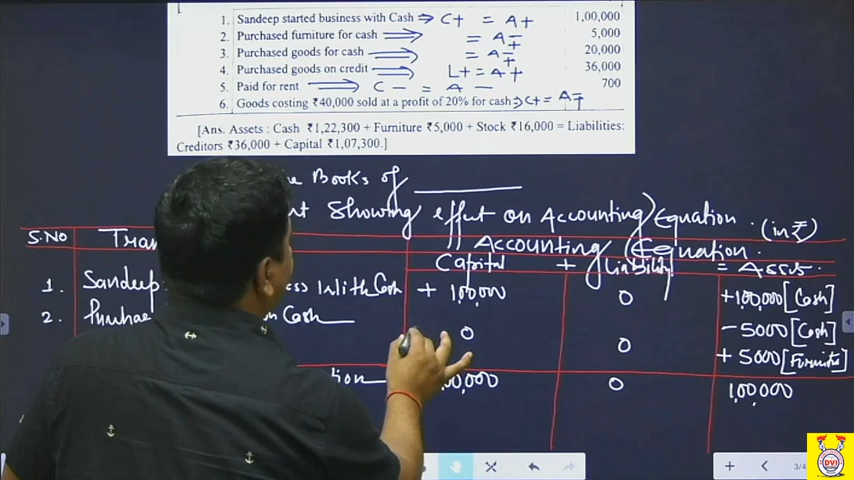 1. Sandeep started business with Cash ⇒ C+ = A+ 1,00,000
2. Purchased furniture for cash ⟹ = A∓ 5,000
3. Purchased goods for cash ⟹ = A∓ 20,000
4. Purchased goods on credit ⟹ L+ = A+ 36,000
5. Paid for rent ⟹ C - = A - 700
6. Goods costing ₹40,000 sold at a profit of 20% for cash ⇒ C+ = A∓
[Ans. Assets : Cash ₹1,22,300 + Furniture ₹5,000 + Stock ₹16,000 = Liabilities:
Creditors ₹36,000 + Capital ₹1,07,300.]
Books of
Showing effect on Accounting Equation. (in ₹)
S.No Accounting Equation.
Capital + Liability = Assets.
1. Sandeep With Cash + 1,00,000 0 +1,00,000 [Cash]
2. Cash 0 0 - 5000 [Cash]
+ 5000 [Furniture]
1,00,000 0 1,00,000
3/4
DVI